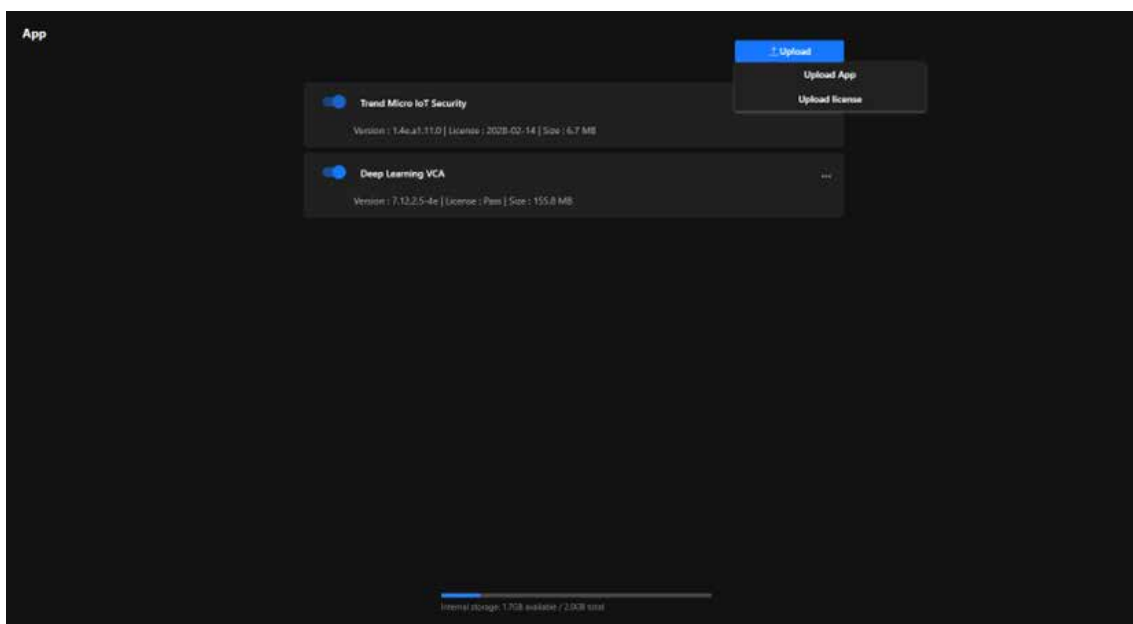 App
Upload
Upload App
Upload license
Trend Micro IoT Security
Version : 1.4e.a1.11.0 | License : 2028-02-14 | Size : 6.7 MB
Deep Learning VCA
...
Version : 7.12.2.5-4e | License : Pass | Size : 155.8 MB
Internal storage: 1.7GB available / 2.0GB total